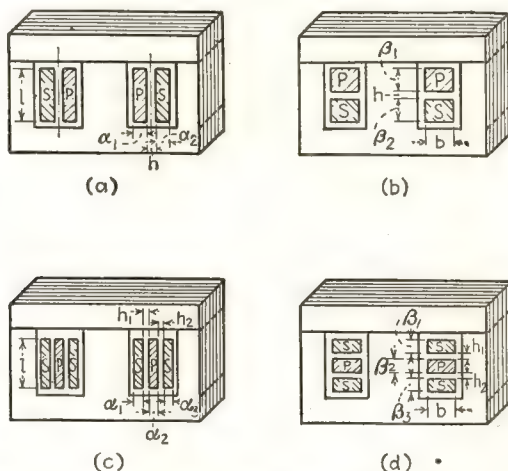 l S P P S
α₁ h α₂
(a)
β₁
P P
h
S S
β₂ b
(b)
h₁ h₂
l S P S S P S
α₁ α₂
α₂
(c)
β₁
S S h₁
P β₂ P
S S h₂
β₃ b
(d)